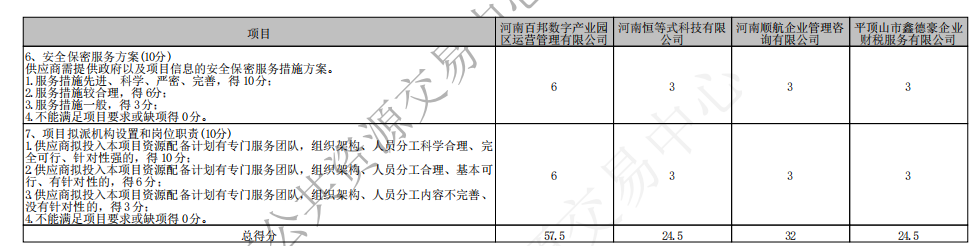 项目
河南百邦数字产业园区运营管理有限公司
河南恒等式科技有限公司
河南顺航企业管理咨询有限公司
平顶山市鑫德豪企业财税服务有限公司
6、安全保密服务方案(10分)
供应商需提供政府以及项目信息的安全保密服务措施方案。
1.服务措施先进、科学、严密、完善，得10分；
2.服务措施较合理，得6分；
3.服务措施一般，得3分；
4.不能满足项目要求或缺项得0分。
6
3
3
3
7、项目拟派机构设置和岗位职责(10分)
1.供应商拟投入本项目资源配备计划有专门服务团队，组织架构、人员分工科学合理、完
全可行、针对性强的，得10分；
2.供应商拟投入本项目资源配备计划有专门服务团队，组织架构、人员分工合理、基本可
行、有针对性的，得6分；
3.供应商拟投入本项目资源配备计划有专门服务团队，组织架构、人员分工内容不完善、
没有针对性的，得3分；
4.不能满足项目要求或缺项得0分。
6
3
3
3
总得分
57.5
24.5
32
24.5
公共资源交易中心
交易中心